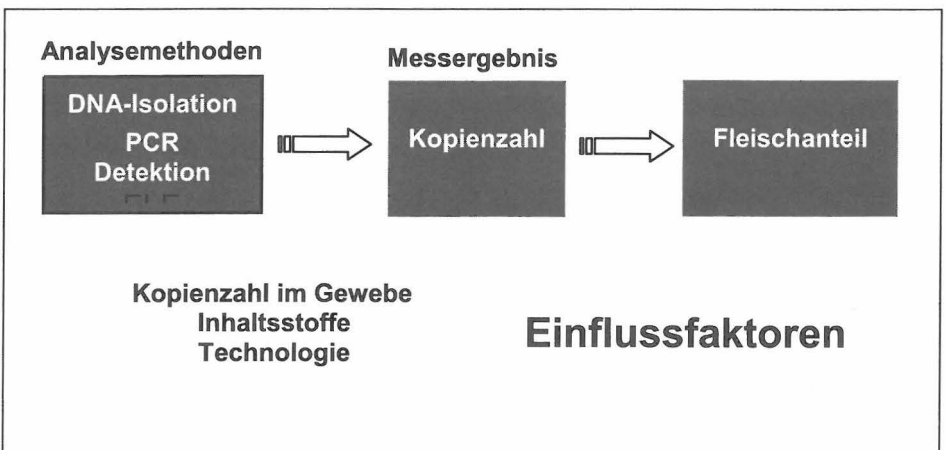 Analysemethoden
DNA-Isolation
PCR
Detektion
Messergebnis
Kopienzahl
Fleischanteil
Kopienzahl im Gewebe
Inhaltsstoffe
Technologie
Einflussfaktoren